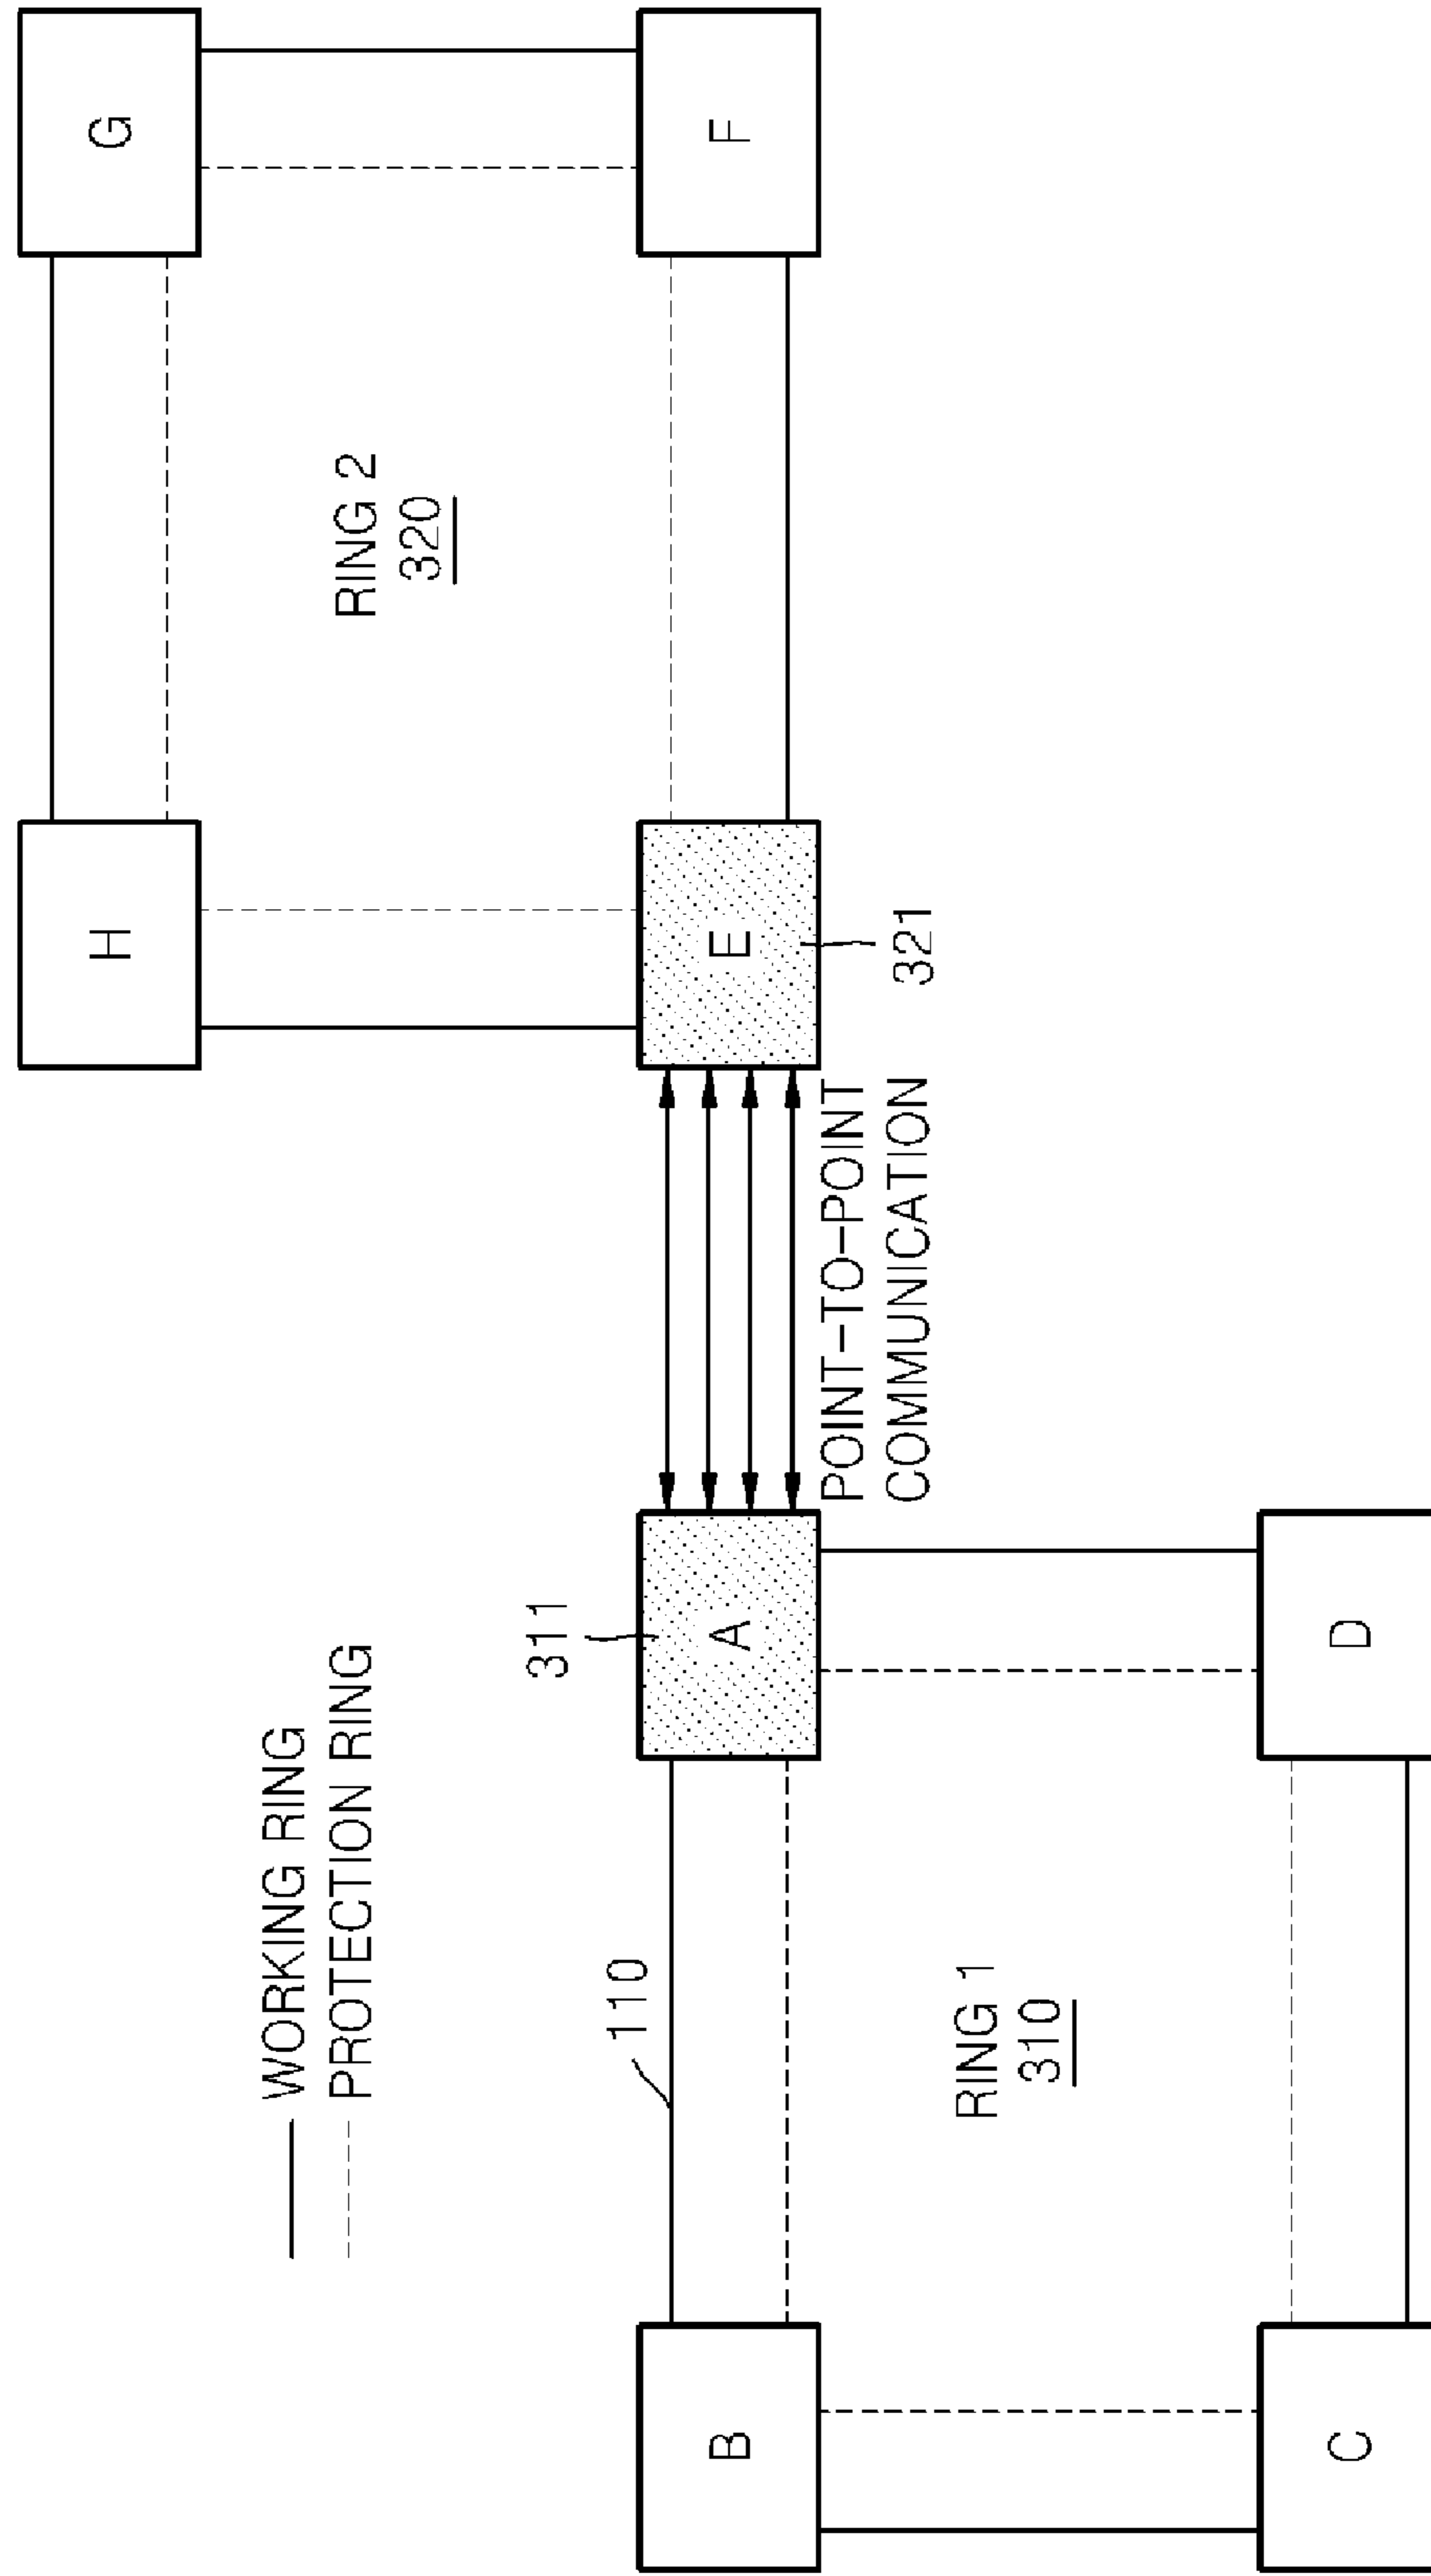 WORKING RING
PROTECTION RING
H
G
RING 2
320
311
110
B
A
E
F
321
POINT-TO-POINT
COMMUNICATION
RING 1
310
C
D